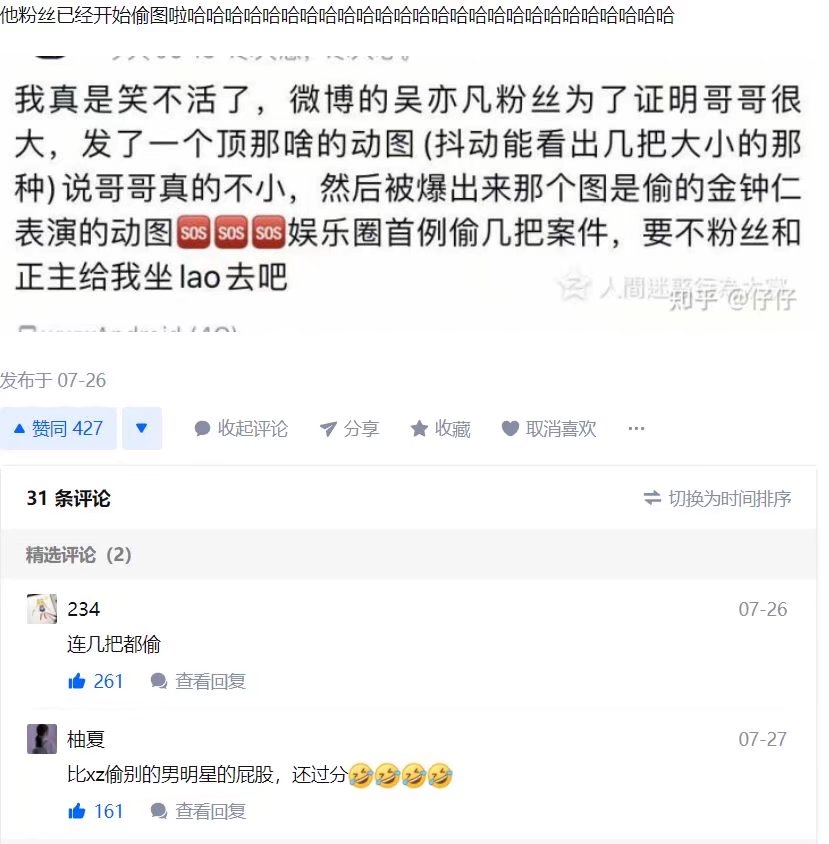 他粉丝已经开始偷图啦哈哈哈哈哈哈哈哈哈哈哈哈哈哈哈哈哈哈哈哈哈哈哈哈哈哈
我真是笑不活了，微博的吴亦凡粉丝为了证明哥哥很
大，发了一个顶那啥的动图(抖动能看出几把大小的那
种)说哥哥真的不小，然后被爆出来那个图是偷的金钟仁
表演的动图🆘🆘🆘娱乐圈首例偷几把案件，要不粉丝和
正主给我坐lao去吧
人間迷惑行為大賞
知乎 @仔仔
发布于 07-26
赞同 427
收起评论
分享
收藏
取消喜欢
31 条评论
切换为时间排序
精选评论（2）
234
07-26
连几把都偷
261
查看回复
柚夏
07-27
比xz偷别的男明星的屁股，还过分🤣🤣🤣🤣
161
查看回复